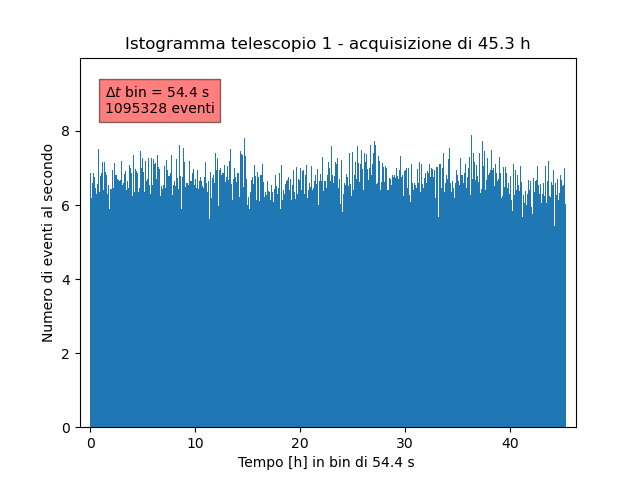 Istogramma telescopio 1 - acquisizione di 45.3 h
Δt bin = 54.4 s
1095328 eventi
Numero di eventi al secondo
8
6
4
2
0
0 10 20 30 40
Tempo [h] in bin di 54.4 s